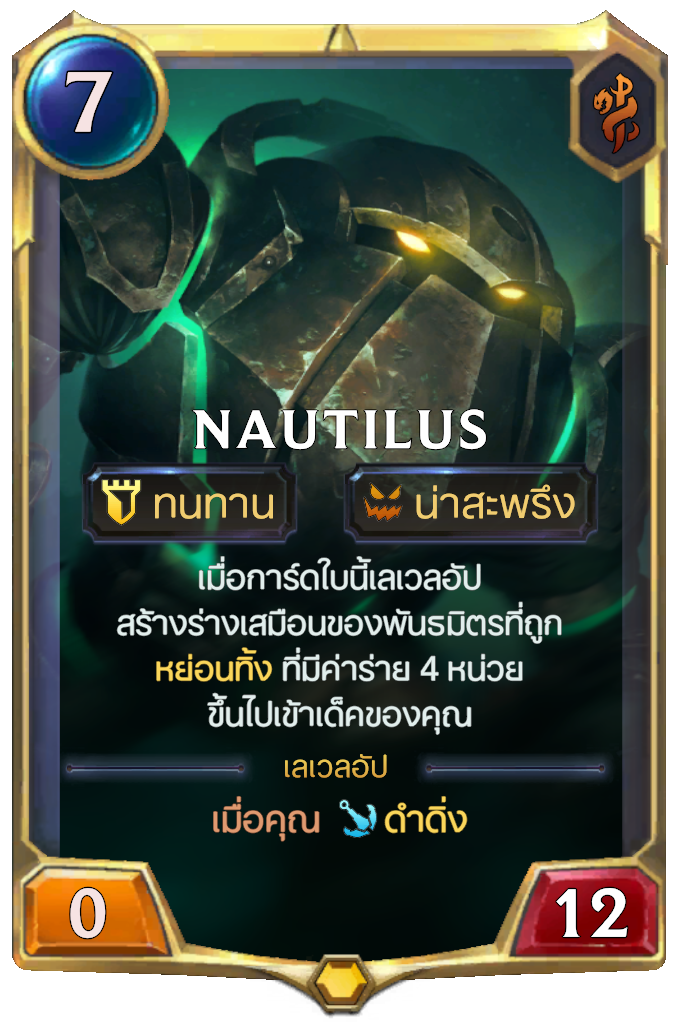 7
NAUTILUS
ทนทาน น่าสะพรึง
เมื่อการ์ดใบนี้เลเวลอัป
สร้างร่างเสมือนของพันธมิตรที่ถูก
หย่อนทิ้ง ที่มีค่าร่าย 4 หน่วย
ขึ้นไปเข้าเด็คของคุณ
เลเวลอัป
เมื่อคุณ ดำดิ่ง
0 12